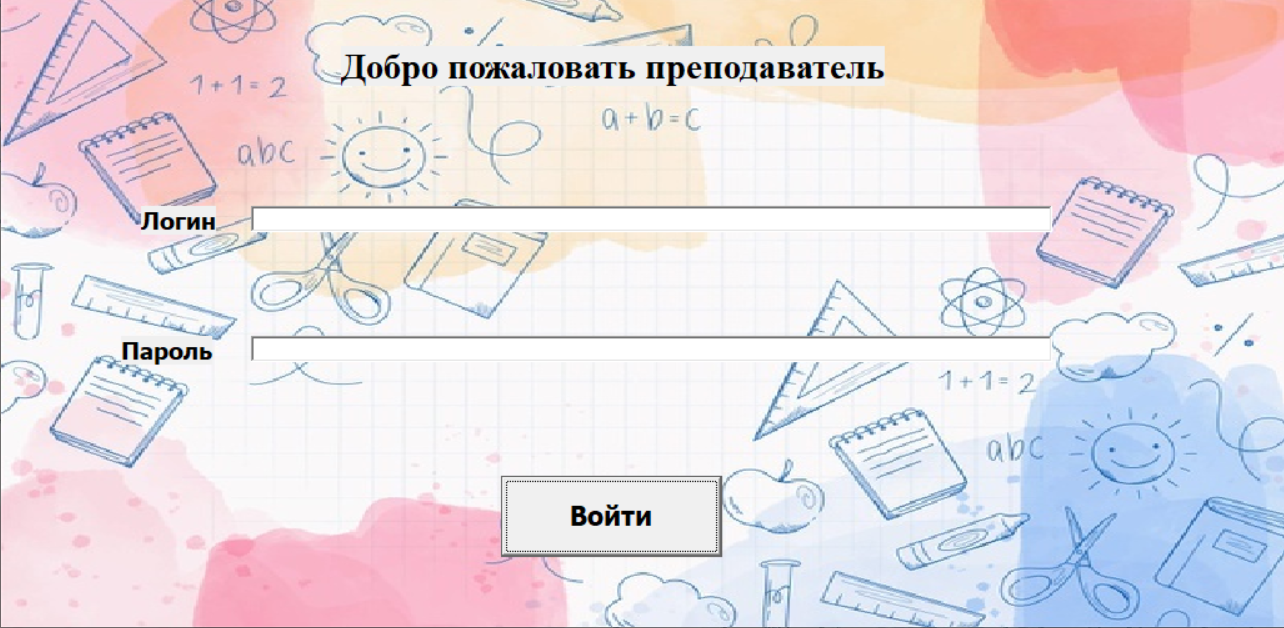 Добро пожаловать преподаватель
1+1=2
a+b=c
abc
Логин
Пароль
1+1=2
abc
Войти